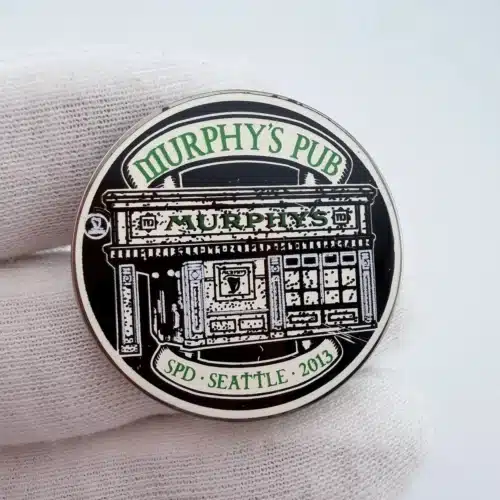 MURPHY'S PUB
MURPHYS
SPD · SEATTLE · 2013